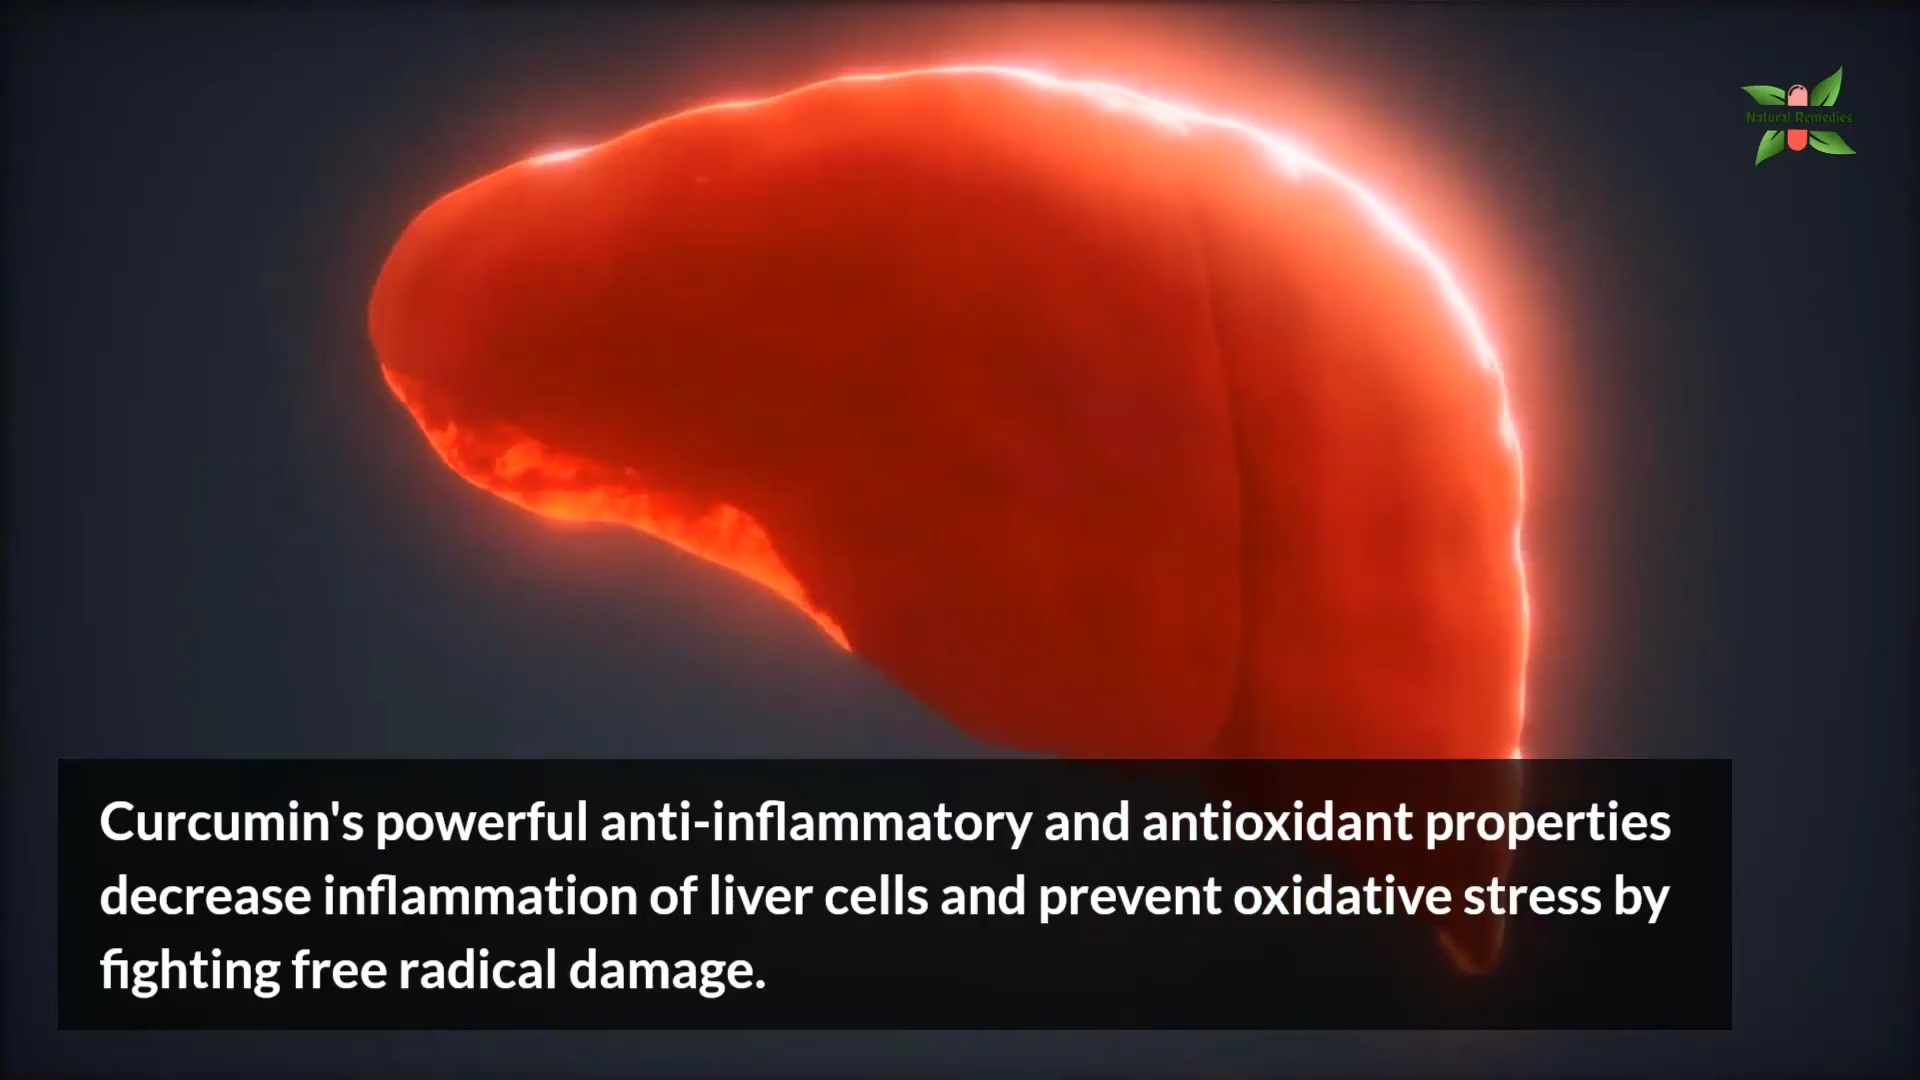 Natural Remedies
Curcumin's powerful anti-inflammatory and antioxidant properties
decrease inflammation of liver cells and prevent oxidative stress by
fighting free radical damage.